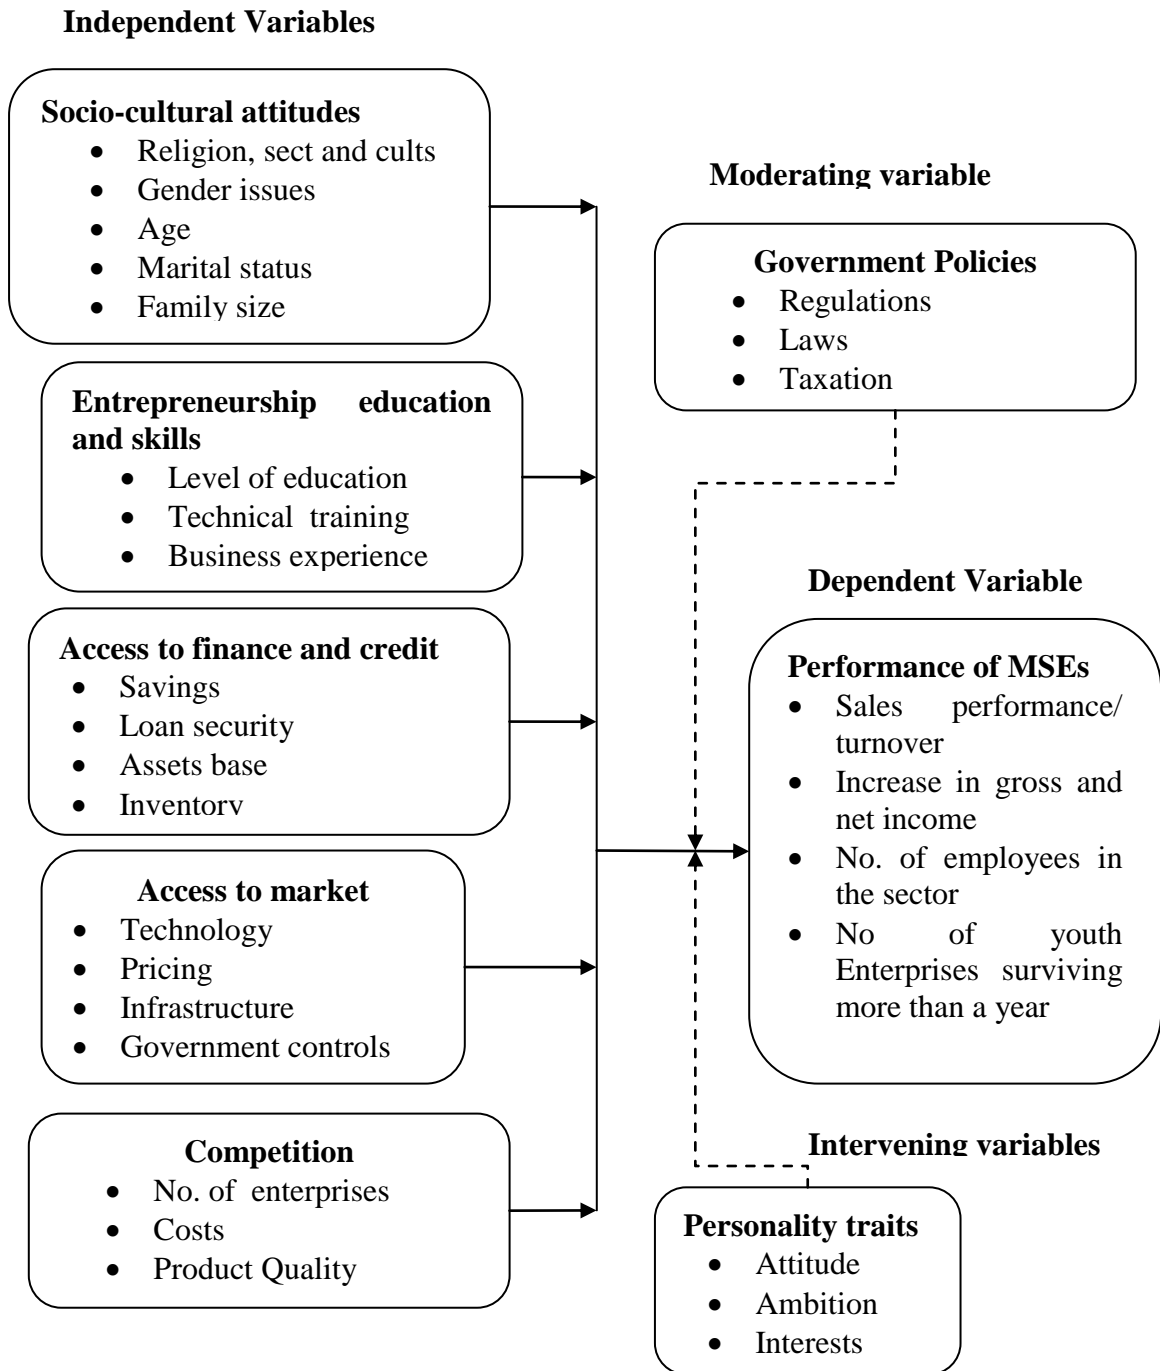 Independent Variables
Socio-cultural attitudes
• Religion, sect and cults
• Gender issues
• Age
• Marital status
• Family size
Entrepreneurship education
and skills
• Level of education
• Technical training
• Business experience
Access to finance and credit
• Savings
• Loan security
• Assets base
• Inventory
Access to market
• Technology
• Pricing
• Infrastructure
• Government controls
Competition
• No. of enterprises
• Costs
• Product Quality
Moderating variable
Government Policies
• Regulations
• Laws
• Taxation
Dependent Variable
Performance of MSEs
• Sales performance/
turnover
• Increase in gross and
net income
• No. of employees in
the sector
• No of youth
Enterprises surviving
more than a year
Intervening variables
Personality traits
• Attitude
• Ambition
• Interests